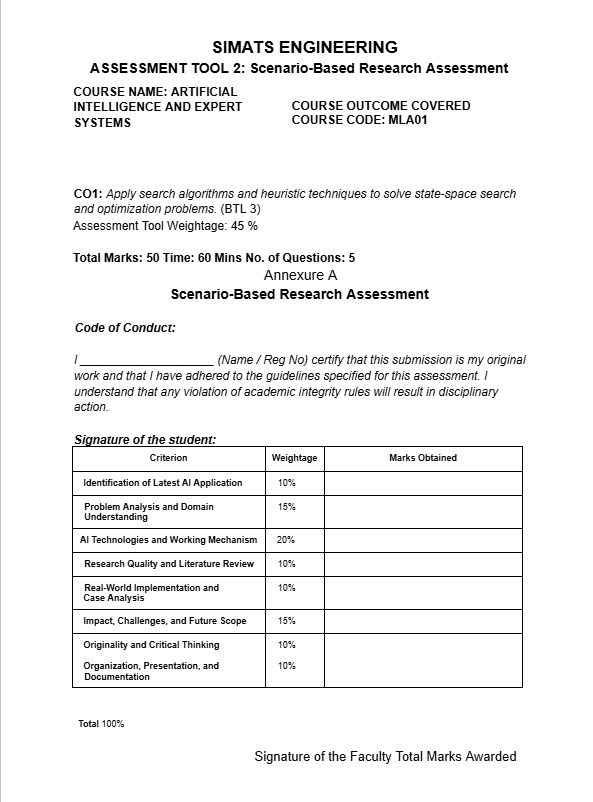 SIMATS ENGINEERING
ASSESSMENT TOOL 2: Scenario-Based Research Assessment
COURSE NAME: ARTIFICIAL
INTELLIGENCE AND EXPERT
SYSTEMS
COURSE OUTCOME COVERED
COURSE CODE: MLA01
CO1: Apply search algorithms and heuristic techniques to solve state-space search
and optimization problems. (BTL 3)
Assessment Tool Weightage: 45 %
Total Marks: 50 Time: 60 Mins No. of Questions: 5
Annexure A
Scenario-Based Research Assessment
Code of Conduct:
I ____________________ (Name / Reg No) certify that this submission is my original
work and that I have adhered to the guidelines specified for this assessment. I
understand that any violation of academic integrity rules will result in disciplinary
action.
Signature of the student:
Criterion Weightage Marks Obtained
Identification of Latest AI Application 10%
Problem Analysis and Domain 15%
Understanding
AI Technologies and Working Mechanism 20%
Research Quality and Literature Review 10%
Real-World Implementation and 10%
Case Analysis
Impact, Challenges, and Future Scope 15%
Originality and Critical Thinking 10%
Organization, Presentation, and 10%
Documentation
Total 100%
Signature of the Faculty Total Marks Awarded